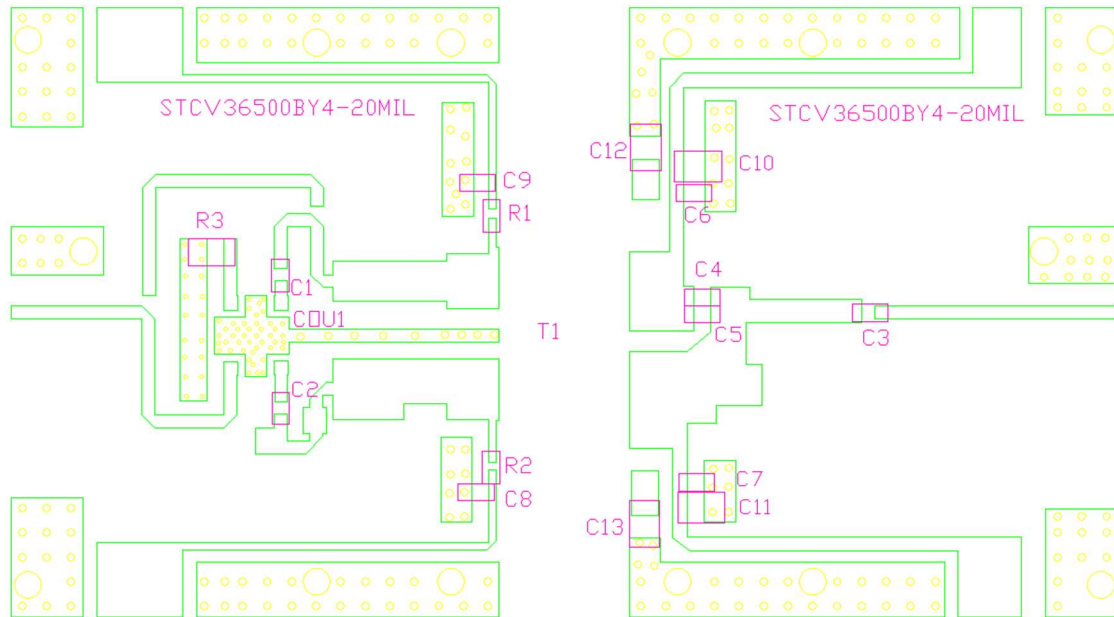 STCV36500BY4-20MIL
STCV36500BY4-20MIL
C12
C10
C9
C6
R1
R3
C4
C1
COU1
C5
C3
T1
C2
R2
C7
C8
C11
C13